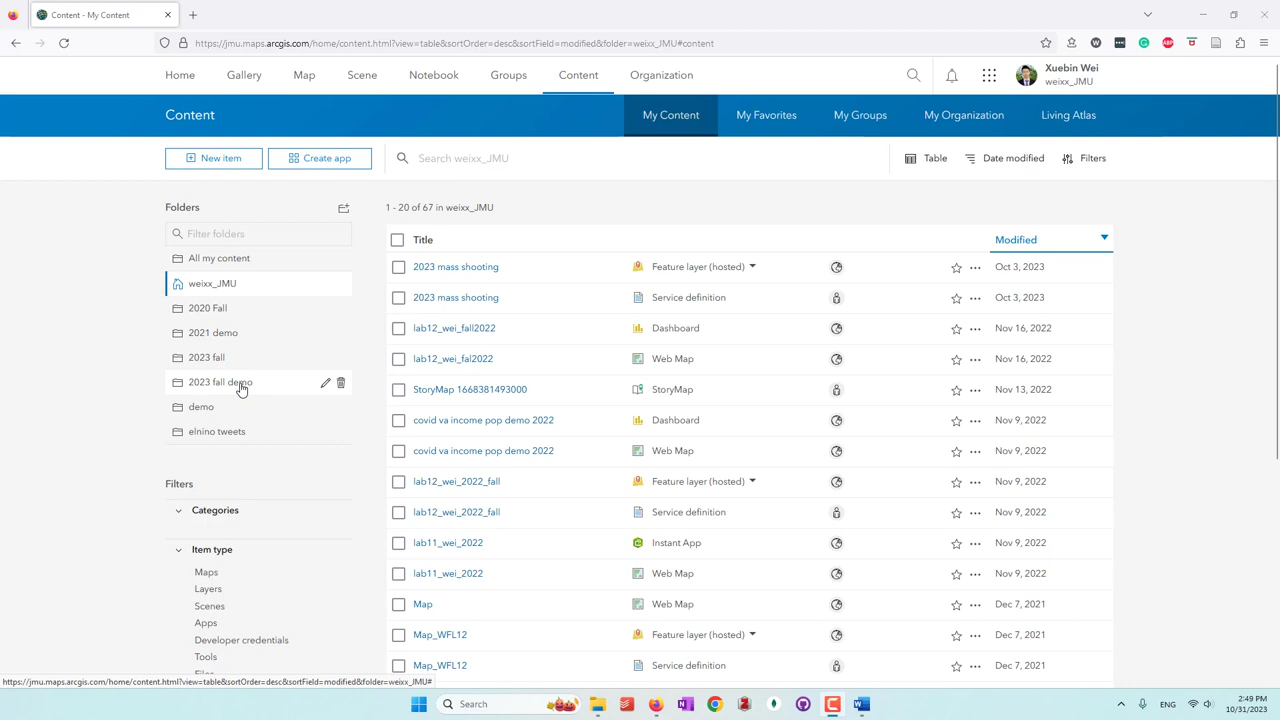 Content - My Content
https://jmu.maps.arcgis.com/home/content.html?view=table&sortOrder=desc&sortField=modified&folder=weixx_JMU#content
Home Gallery Map Scene Notebook Groups Content Organization
Xuebin Wei
weixx_JMU
Content
My Content My Favorites My Groups My Organization Living Atlas
New item Create app Search weixx_JMU Table Date modified Filters
Folders
Filter folders
All my content
weixx_JMU
2020 Fall
2021 demo
2023 fall
2023 fall demo
demo
elnino tweets
Filters
Categories
Item type
Maps
Layers
Scenes
Apps
Developer credentials
Tools
1 - 20 of 67 in weixx_JMU
Title Modified
2023 mass shooting Feature layer (hosted) Oct 3, 2023
2023 mass shooting Service definition Oct 3, 2023
lab12_wei_fall2022 Dashboard Nov 16, 2022
lab12_wei_fal2022 Web Map Nov 16, 2022
StoryMap 1668381493000 StoryMap Nov 13, 2022
covid va income pop demo 2022 Dashboard Nov 9, 2022
covid va income pop demo 2022 Web Map Nov 9, 2022
lab12_wei_2022_fall Feature layer (hosted) Nov 9, 2022
lab12_wei_2022_fall Service definition Nov 9, 2022
lab11_wei_2022 Instant App Nov 9, 2022
lab11_wei_2022 Web Map Nov 9, 2022
Map Web Map Dec 7, 2021
Map_WFL12 Feature layer (hosted) Dec 7, 2021
Map_WFL12 Service definition Dec 7, 2021
https://jmu.maps.arcgis.com/home/content.html?view=table&sortOrder=desc&sortField=modified&folder=weixx_JMU#
Search
ENG
2:49 PM
10/31/2023